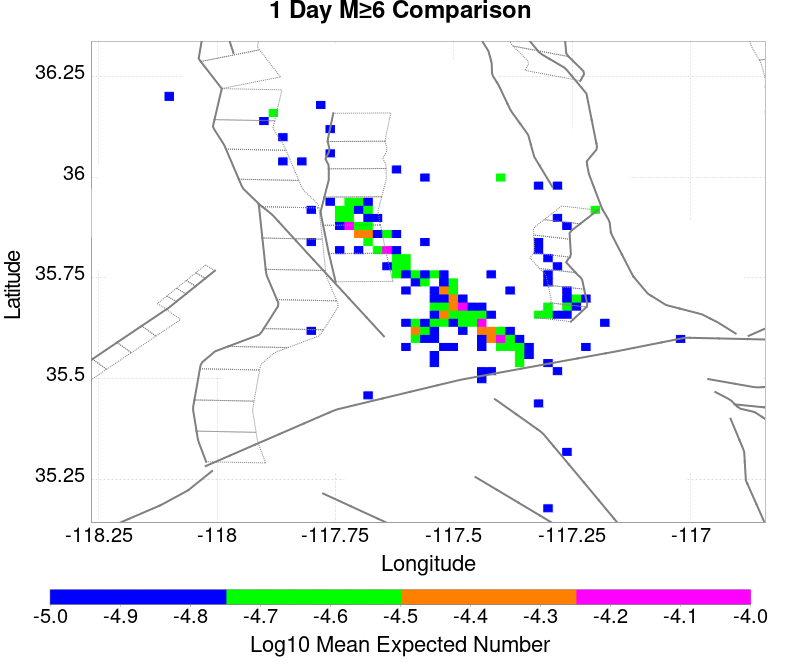 1 Day M≥6 Comparison
36.25
36
35.75
35.5
35.25
Latitude
-118.25 -118 -117.75 -117.5 -117.25 -117
Longitude
-5.0 -4.9 -4.8 -4.7 -4.6 -4.5 -4.4 -4.3 -4.2 -4.1 -4.0
Log10 Mean Expected Number